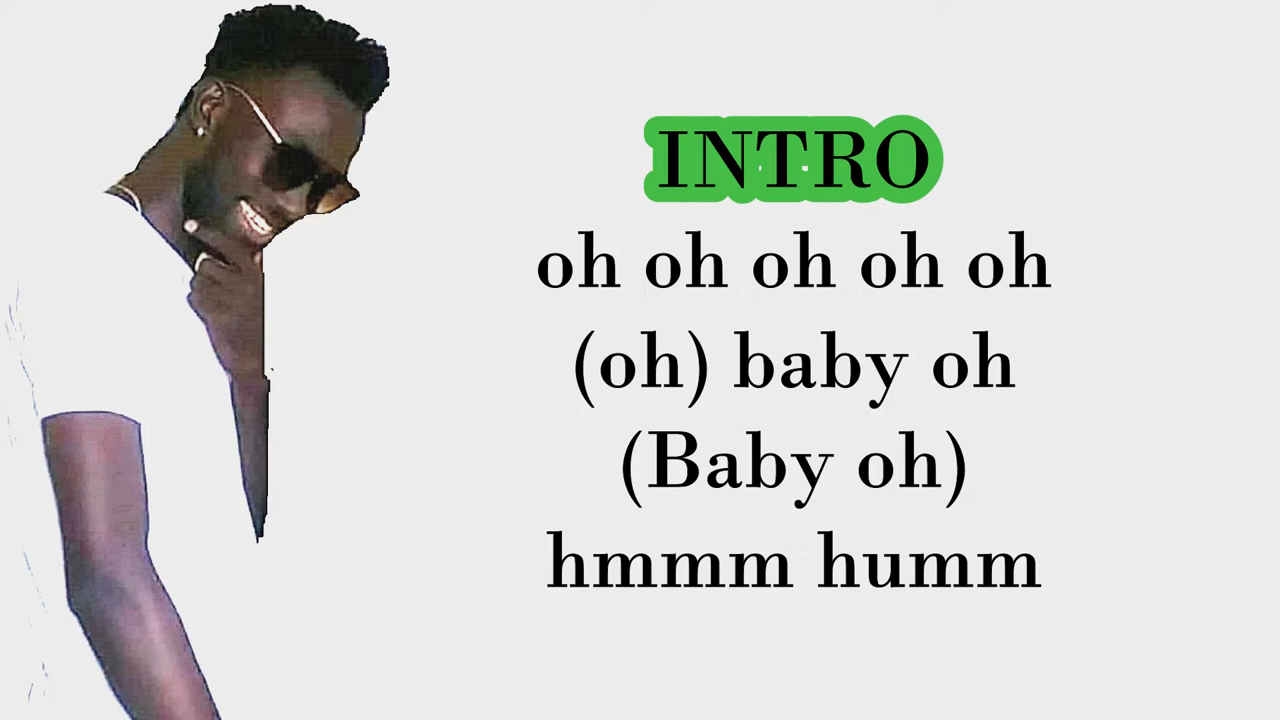 INTRO
oh oh oh oh oh
(oh) baby oh
(Baby oh)
hmmm humm